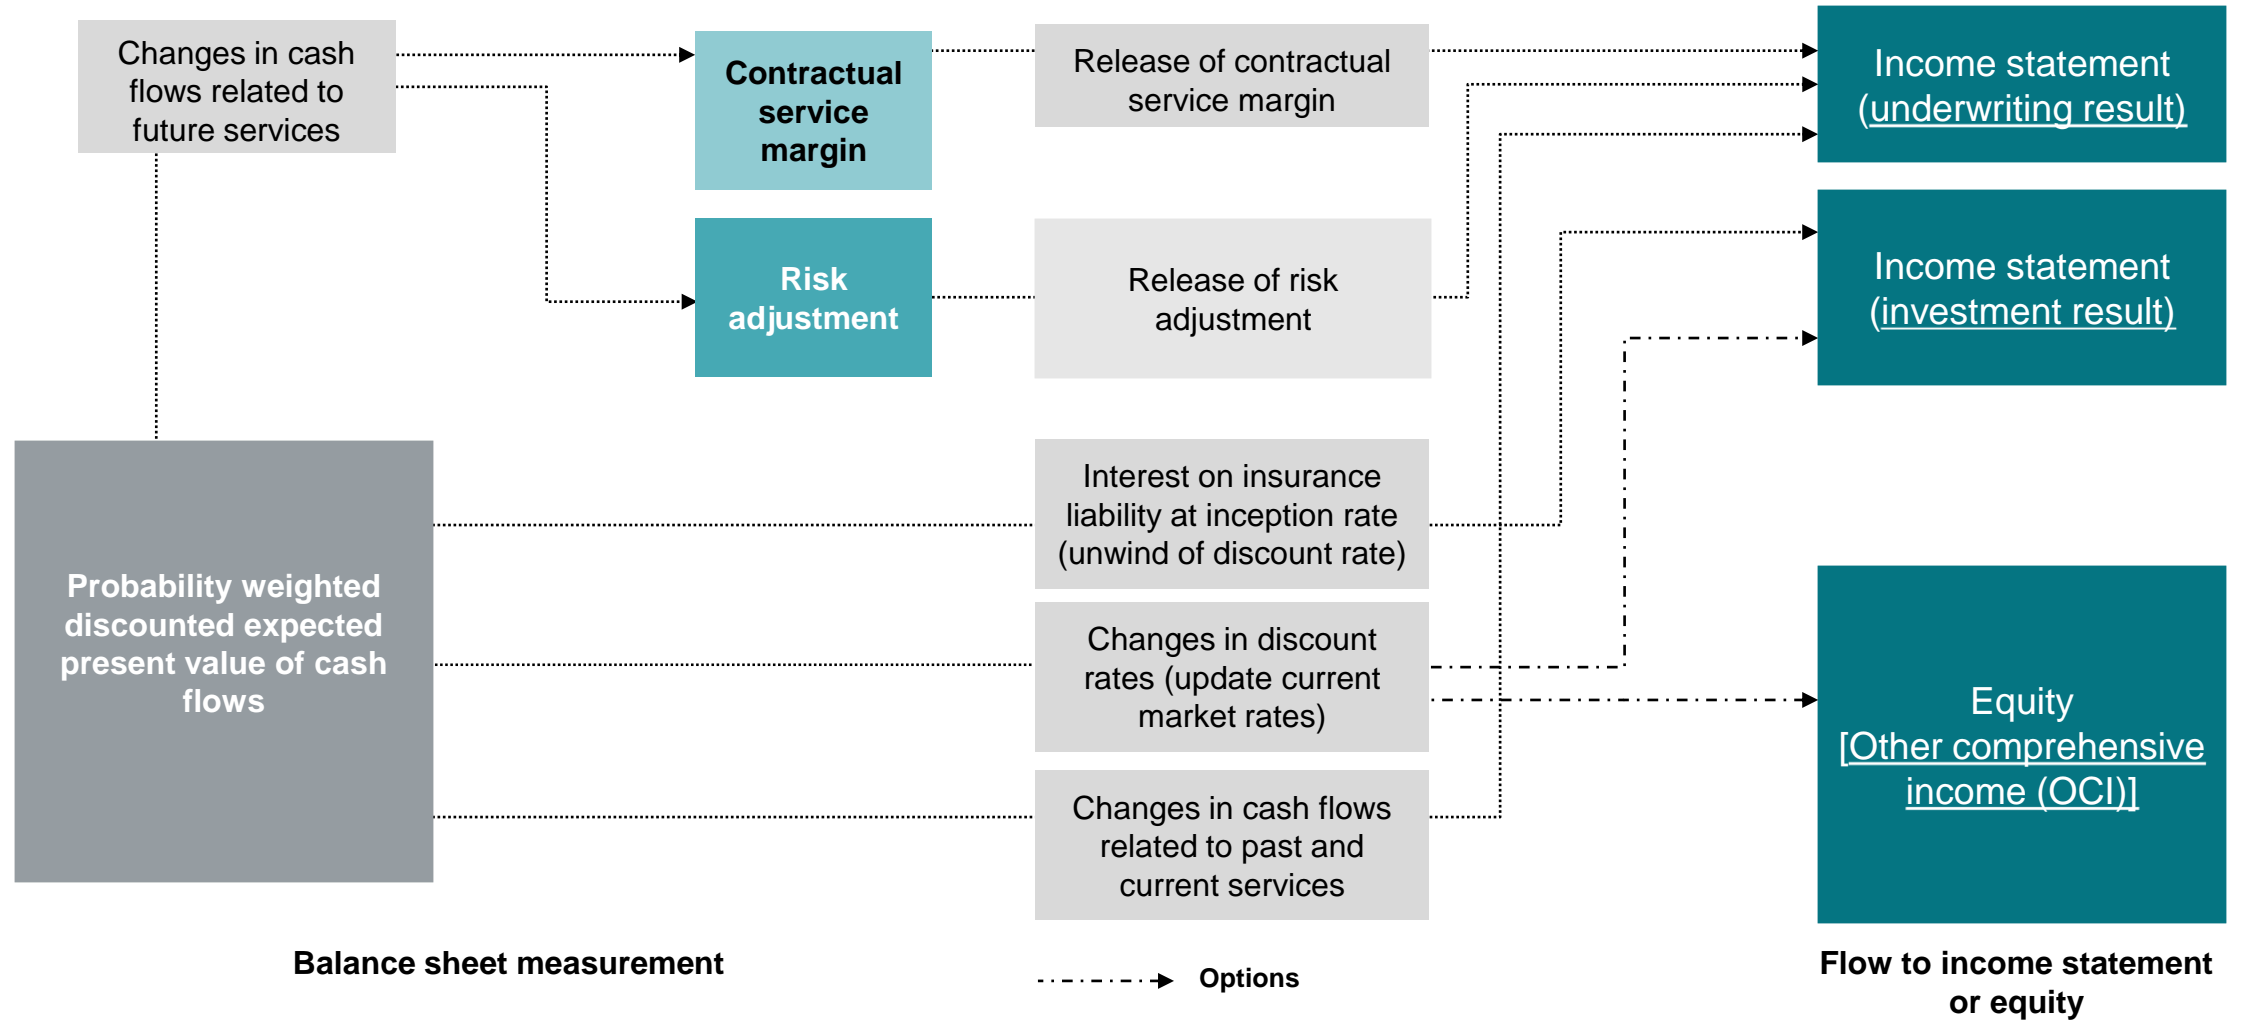 Changes in cash
flows related to
future services
Contractual
service
margin
Release of contractual
service margin
Income statement
(underwriting result)
Risk
adjustment
Release of risk
adjustment
Income statement
(investment result)
Probability weighted
discounted expected
present value of cash
flows
Interest on insurance
liability at inception rate
(unwind of discount rate)
Changes in discount
rates (update current
market rates)
Changes in cash flows
related to past and
current services
Equity
[Other comprehensive
income (OCI)]
Balance sheet measurement
Options
Flow to income statement
or equity